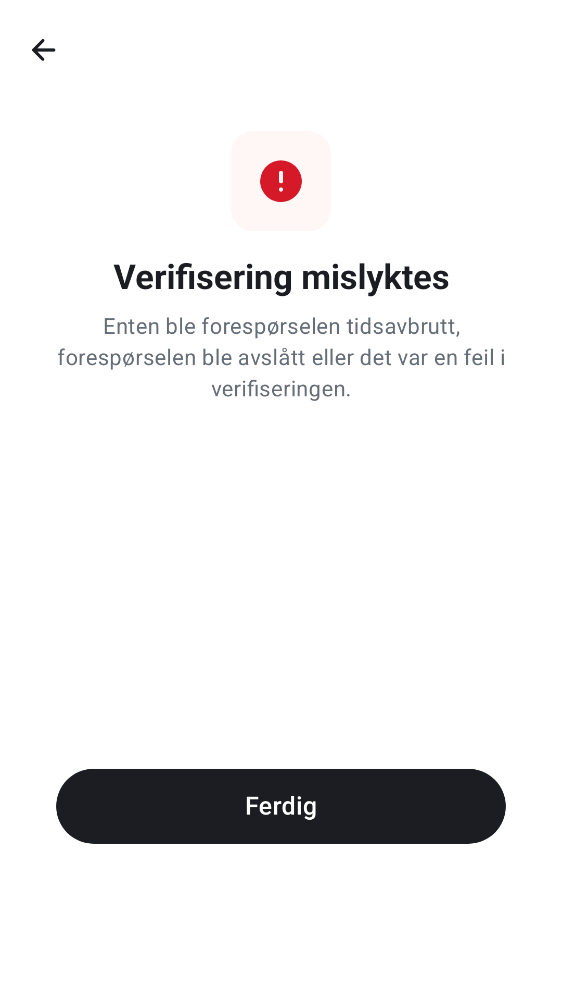 Verifisering mislyktes
Enten ble forespørselen tidsavbrutt,
forespørselen ble avslått eller det var en feil i
verifiseringen.
Ferdig